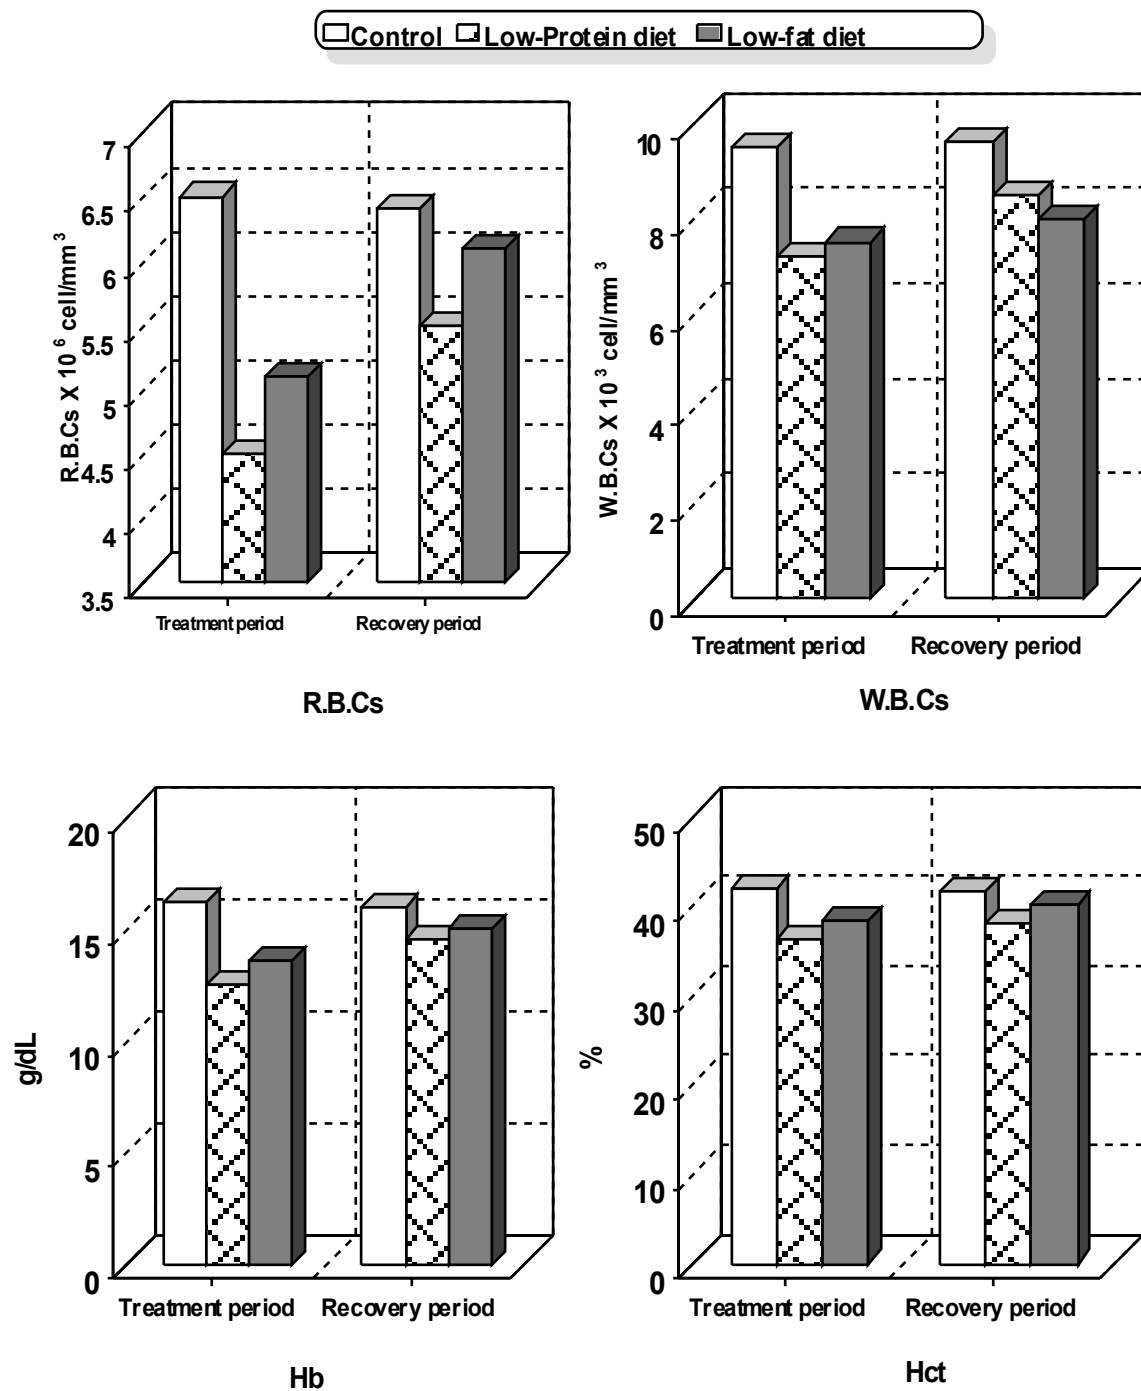 Control Low-Protein diet Low-fat diet
R.B.Cs X 10 6 cell/mm 3
7
6.5
6
5.5
5
4.5
4
3.5
Treatment period Recovery period
R.B.Cs
W.B.Cs X 10 3 cell/mm 3
10
8
6
4
2
0
Treatment period Recovery period
W.B.Cs
g/dL
20
15
10
5
0
Treatment period Recovery period
Hb
%
50
40
30
20
10
0
Treatment period Recovery period
Hct